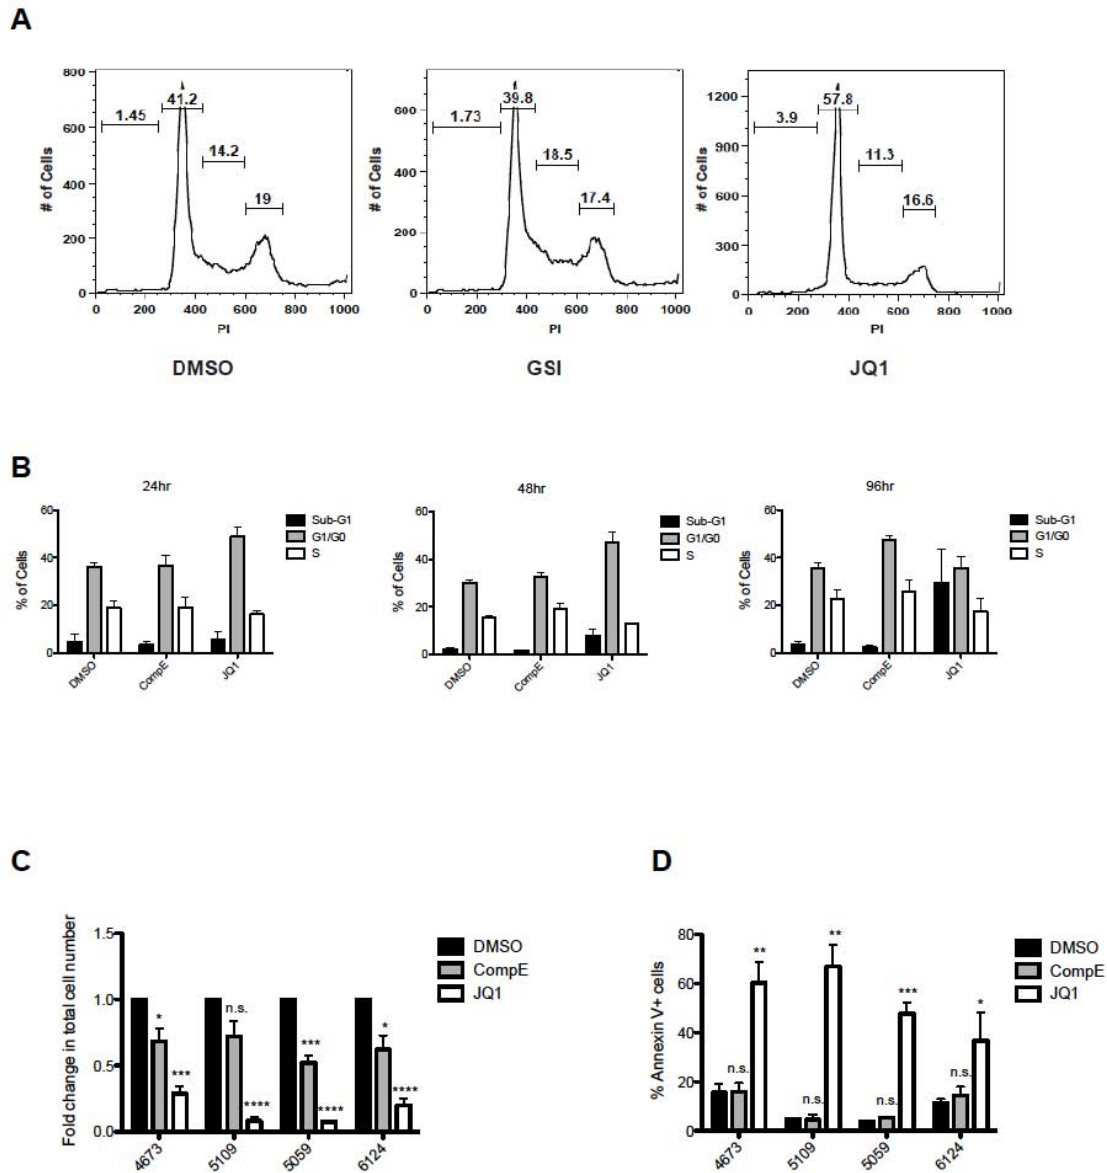 A
800
600
400
200
0
# of Cells
1.45
41.2
14.2
19
0 200 400 600 800 1000
PI
DMSO
600
400
200
0
# of Cells
1.73
39.8
18.5
17.4
0 200 400 600 800 1000
PI
GSI
1200
900
600
300
0
# of Cells
3.9
57.8
11.3
16.6
0 200 400 600 800 1000
PI
JQ1
B
24hr
60
40
20
0
% of Cells
DMSO CompE JQ1
Sub-G1
G1/G0
S
48hr
60
40
20
0
% of Cells
DMSO CompE JQ1
Sub-G1
G1/G0
S
96hr
60
40
20
0
% of Cells
DMSO CompE JQ1
Sub-G1
G1/G0
S
C
Fold change in total cell number
1.5
1.0
0.5
0.0
* *** n.s. **** *** **** * ****
4673 5109 5059 6124
DMSO
CompE
JQ1
D
% Annexin V+ cells
80
60
40
20
0
n.s. ** n.s. ** n.s. *** n.s. *
4673 5109 5059 6124
DMSO
CompE
JQ1